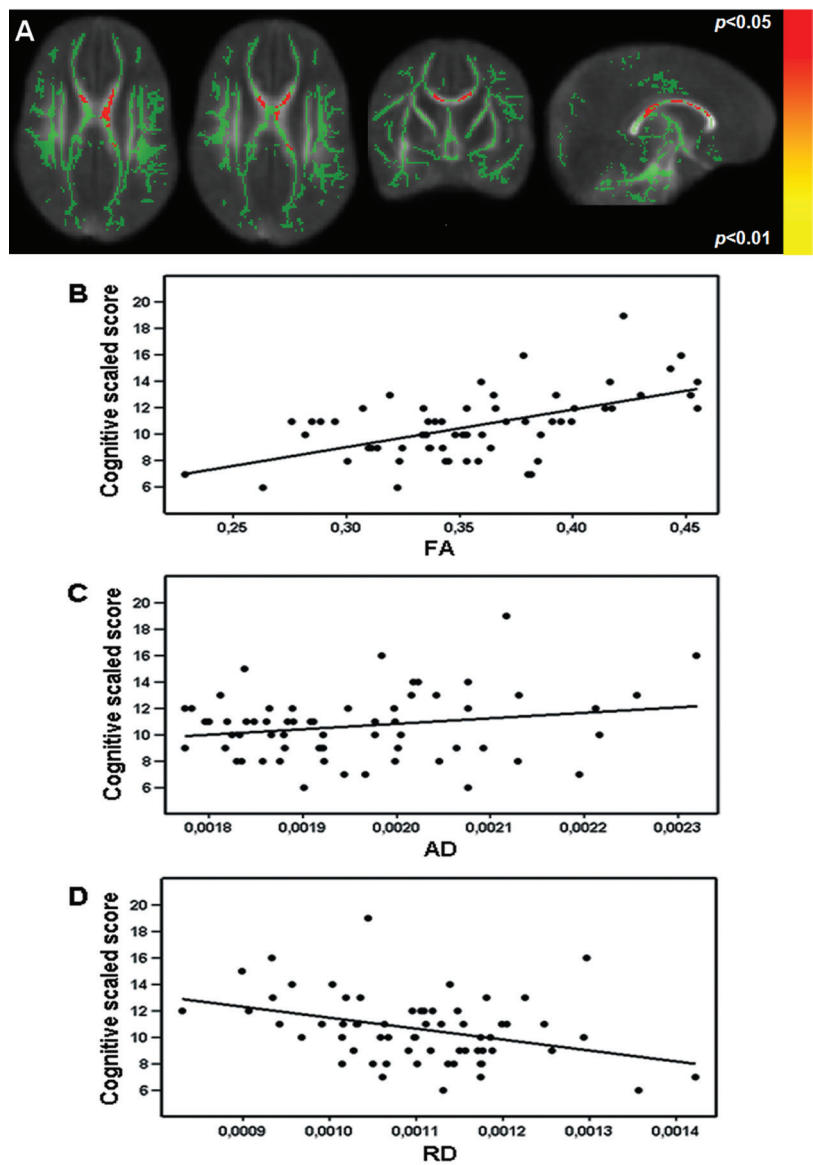 A
p<0.05
p<0.01
B
Cognitive scaled score
20
18
16
14
12
10
8
6
0,25 0,30 0,35 0,40 0,45
FA
C
Cognitive scaled score
20
18
16
14
12
10
8
6
0,0018 0,0019 0,0020 0,0021 0,0022 0,0023
AD
D
Cognitive scaled score
20
18
16
14
12
10
8
6
0,0009 0,0010 0,0011 0,0012 0,0013 0,0014
RD